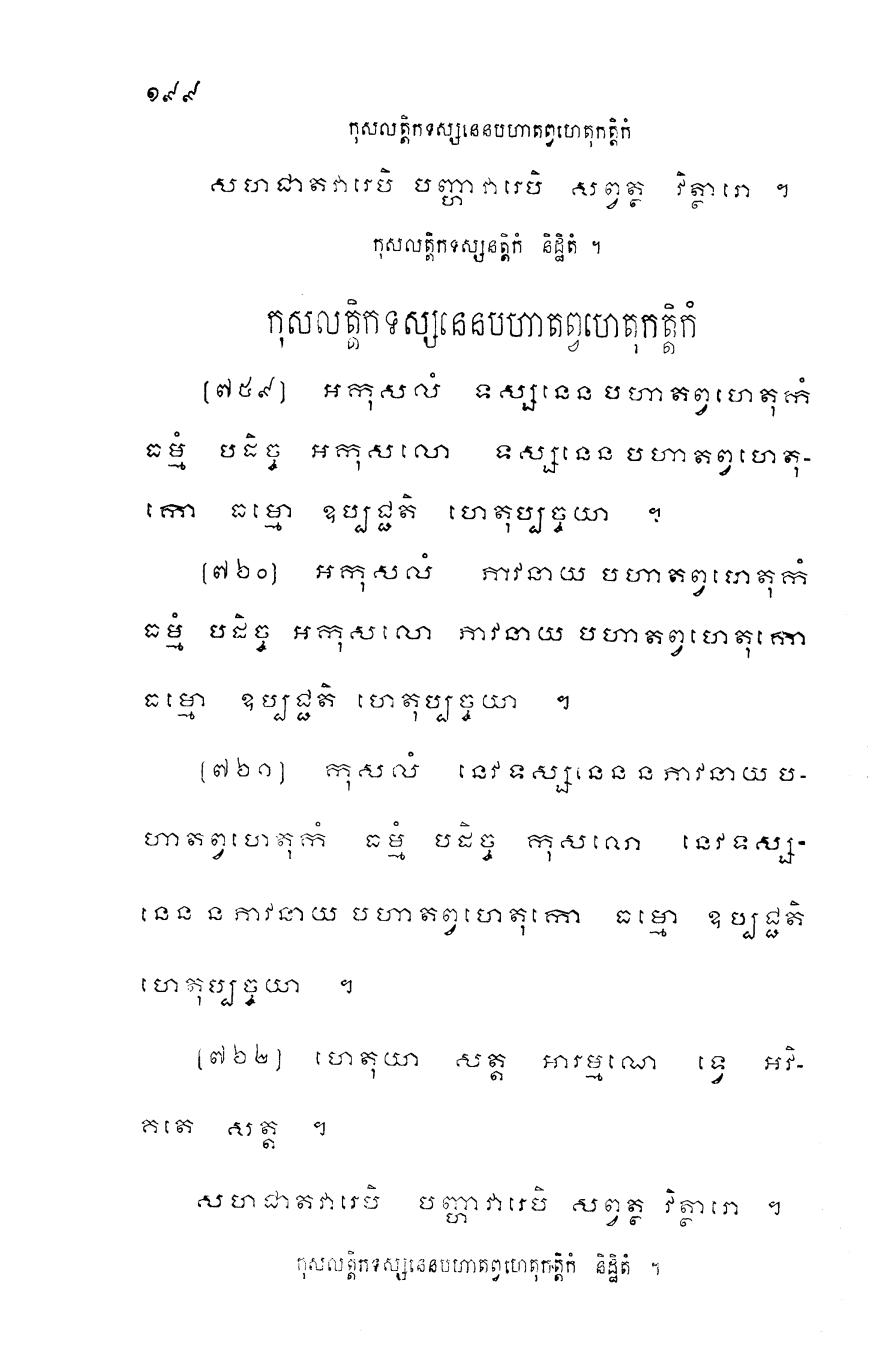 ១៩៩
កុសលត្តិកទស្សនេនបហាតព្វហេតុកត្តិកំ
សហជាតវារេបិ បញ្ហាវារេបិ សព្វត្ថ វិត្ថារោ ។
កុសលត្តិកទស្សនត្តិកំ និដ្ឋិតំ ។
កុសលត្តិកទស្សនេនបហាតព្វហេតុកត្តិកំ
[៧៥៩] អកុសលំ ទស្សនេន បហាតព្វហេតុកំ
ធម្មំ បដិច្ច អកុសលោ ទស្សនេន បហាតព្វហេតុ-
កោ ធម្មោ ឧប្បជ្ជតិ ហេតុប្បច្ចយា ។
[៧៦០] អកុសលំ ភាវនាយ បហាតព្វហេតុកំ
ធម្មំ បដិច្ច អកុសលោ ភាវនាយ បហាតព្វហេតុកោ
ធម្មោ ឧប្បជ្ជតិ ហេតុប្បច្ចយា ។
[៧៦១] កុសលំ នេវទស្សនេន ន ភាវនាយ ប-
ហាតព្វហេតុកំ ធម្មំ បដិច្ច កុសលោ នេវទស្ស-
នេន ន ភាវនាយ បហាតព្វហេតុកោ ធម្មោ ឧប្បជ្ជតិ
ហេតុប្បច្ចយា ។
[៧៦២] ហេតុយា សត្ត អារម្មណោ ទ្វេ អវិ-
គតេ សត្ត ។
សហជាតវារេបិ បញ្ហាវារេបិ សព្វត្ថ វិត្ថារោ ។
កុសលត្តិកទស្សនេនបហាតព្វហេតុកត្តិកំ និដ្ឋិតំ ។